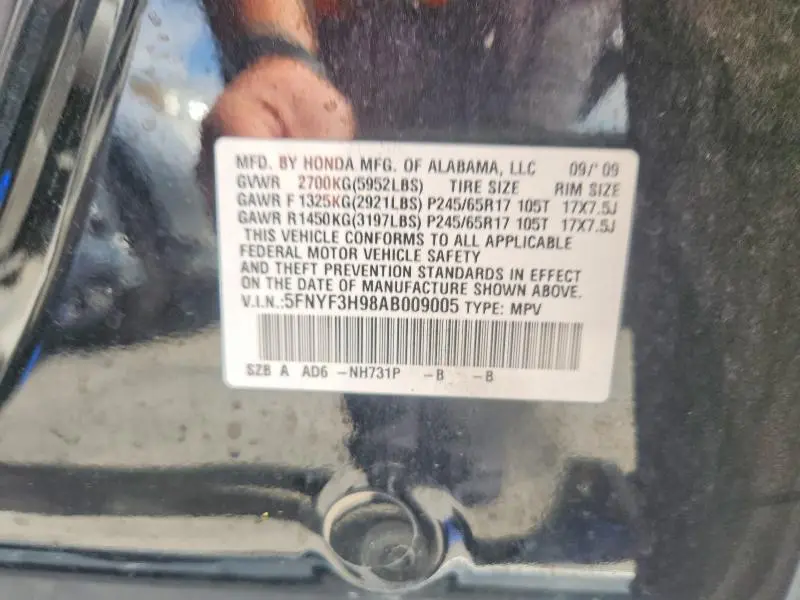 MFD. BY HONDA MFG. OF ALABAMA, LLC 09/'09
GVWR 2700KG(5952LBS) TIRE SIZE RIM SIZE
GAWR F 1325KG(2921LBS) P245/65R17 105T 17X7.5J
GAWR R1450KG(3197LBS) P245/65R17 105T 17X7.5J
THIS VEHICLE CONFORMS TO ALL APPLICABLE
FEDERAL MOTOR VEHICLE SAFETY
AND THEFT PREVENTION STANDARDS IN EFFECT
ON THE DATE OF MANUFACTURE SHOWN ABOVE.
V.I.N.:5FNYF3H98AB009005 TYPE: MPV
SZB A AD6 -NH731P -B -B